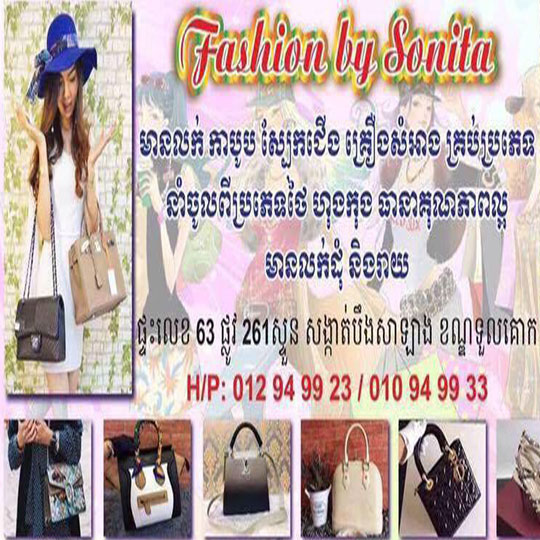 Fashion by Sonita
មានលក់ កាបូប ស្បែកជើង គ្រឿងសំអាង គ្រប់ប្រភេទ
នាំចូលពីប្រភេទថៃ ហុងកុង ធានាគុណភាពល្អ
មានលក់ដុំ និងរាយ
ផ្ទះលេខ 63 ផ្លូវ 261ស្ទួន សង្កាត់បឹងសាឡាង ខណ្ឌទួលគោក
H/P: 012 94 99 23 / 010 94 99 33